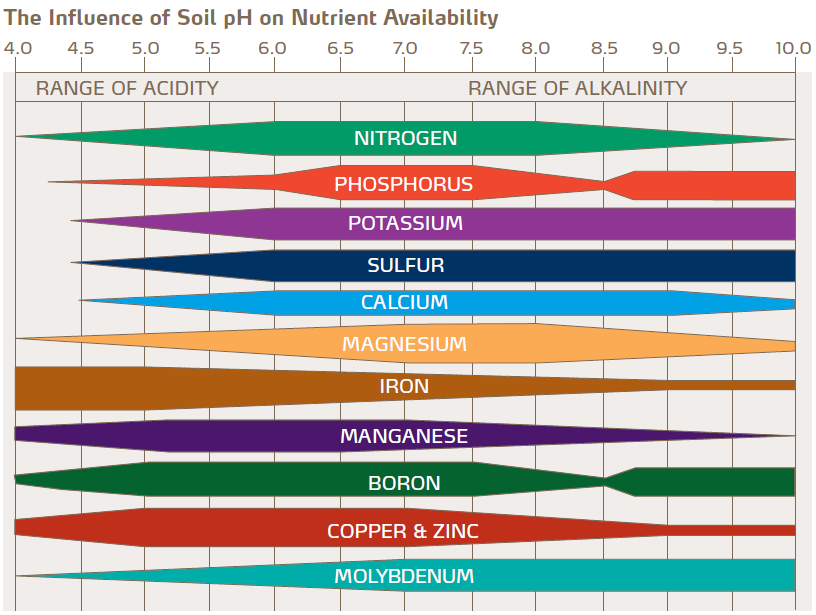 The Influence of Soil pH on Nutrient Availability
4.0 4.5 5.0 5.5 6.0 6.5 7.0 7.5 8.0 8.5 9.0 9.5 10.0
RANGE OF ACIDITY RANGE OF ALKALINITY
NITROGEN
PHOSPHORUS
POTASSIUM
SULFUR
CALCIUM
MAGNESIUM
IRON
MANGANESE
BORON
COPPER & ZINC
MOLYBDENUM